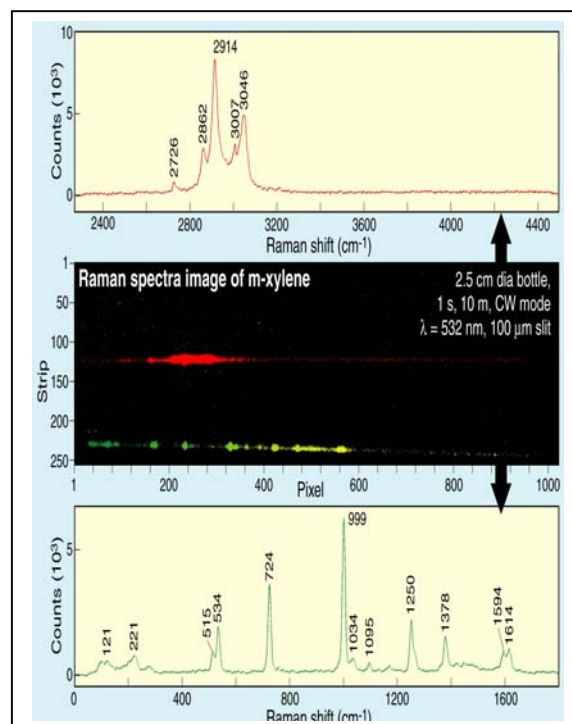 10
Counts (10³)
5
0
2726
2862
2914
3007
3046
2400 2800 3200 3600 4000 4400
Raman shift (cm-¹)
Raman spectra image of m-xylene
2.5 cm dia bottle,
1 s, 10 m, CW mode
λ = 532 nm, 100 μm slit
Strip
1
50
100
150
200
250
1 200 400 600 800 1000
Pixel
Counts (10³)
5
0
121
221
515
534
724
999
1034
1095
1250
1378
1594
1614
0 400 800 1200 1600
Raman shift (cm-¹)